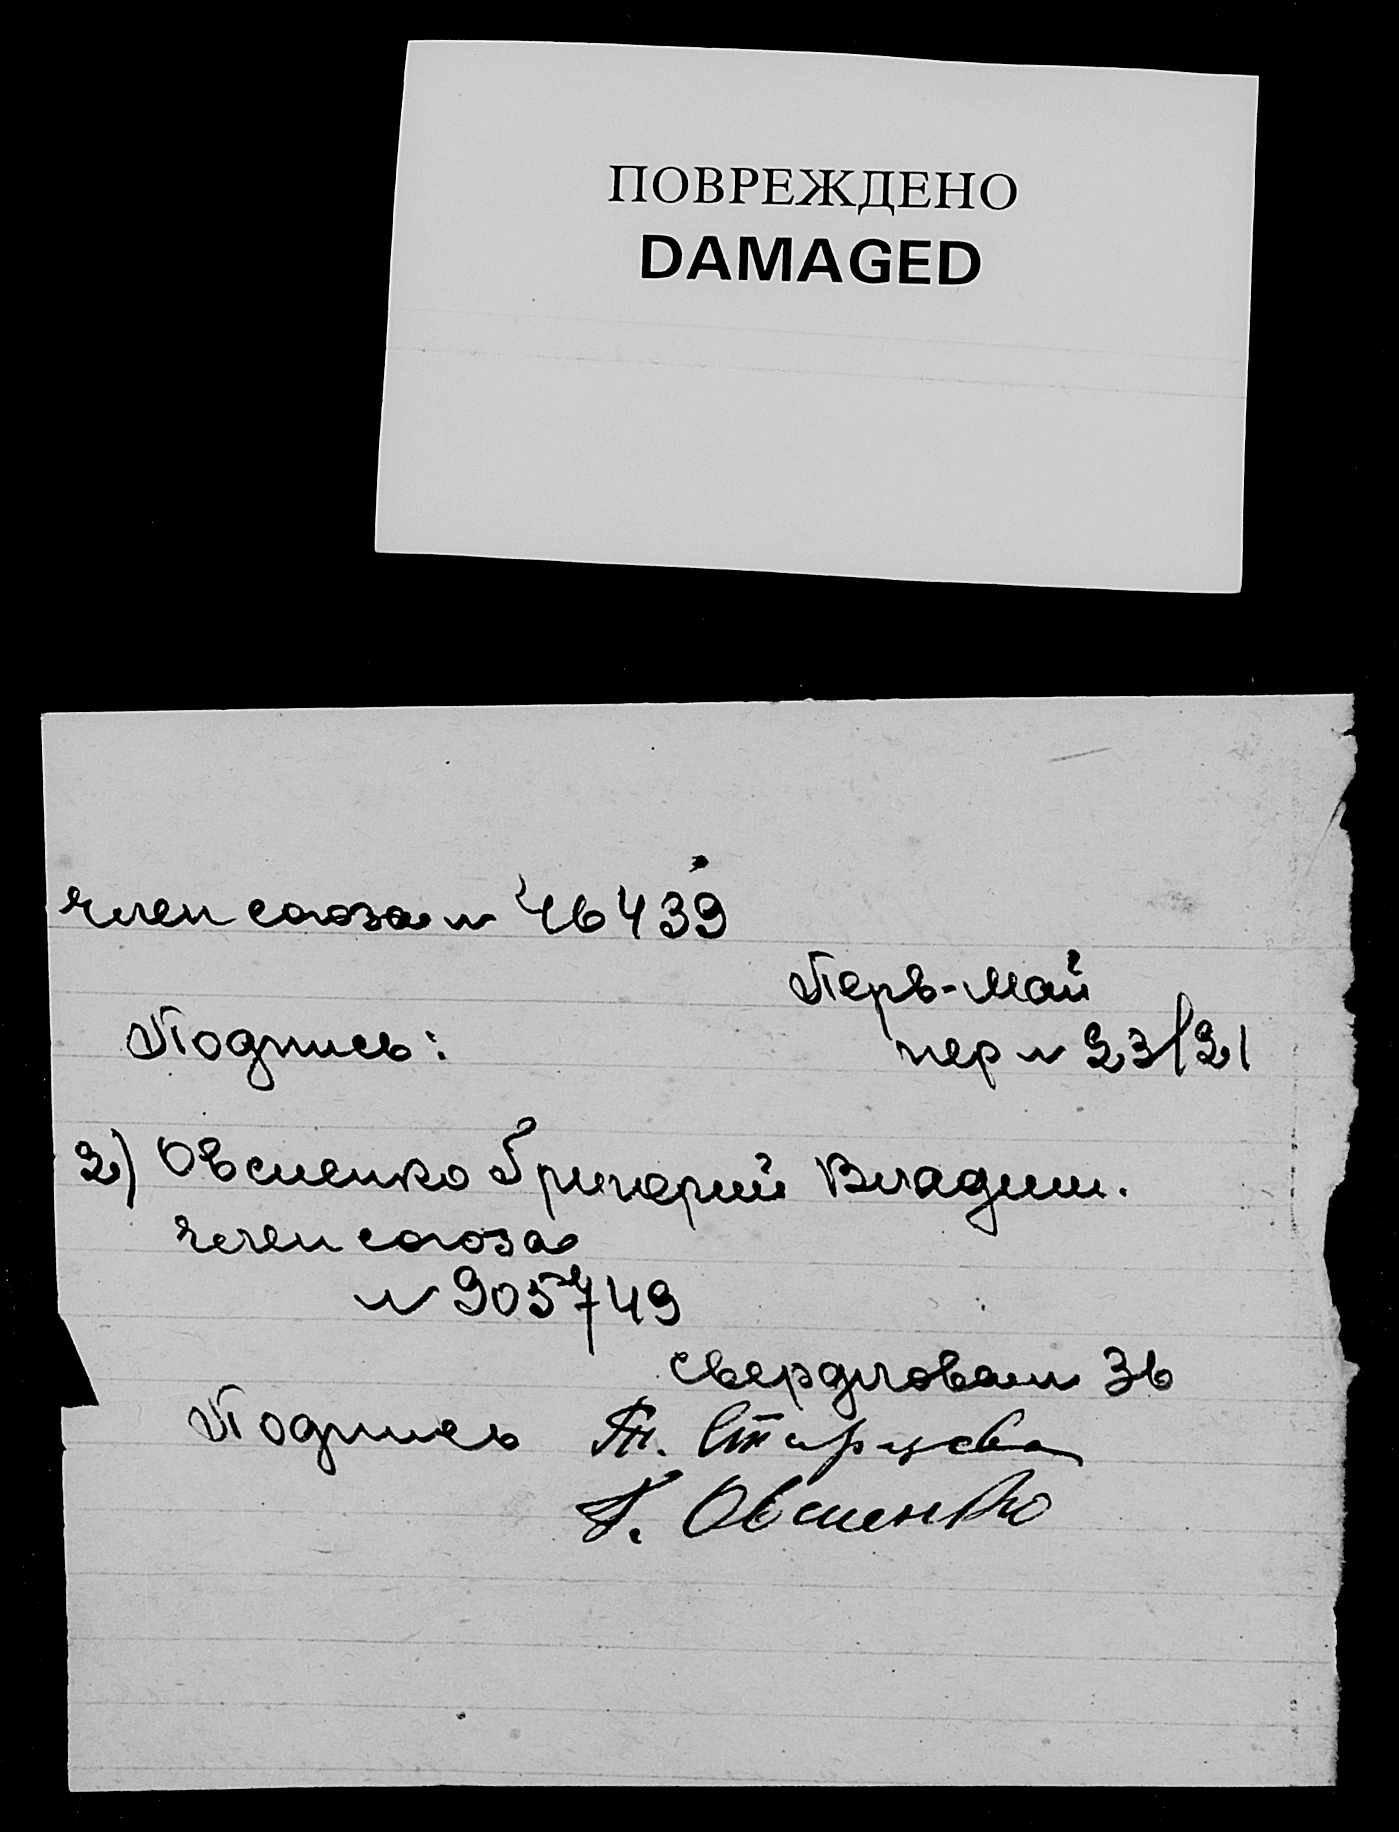 ПОВРЕЖДЕНО
DAMAGED
член союза № 46439
Перв-Май
Подпись:
пер № 23/21
2) Овсиенко Григорий Владим.
член союза
№ 905749
Свердлова 36
Подпись
Г. Овсиенко